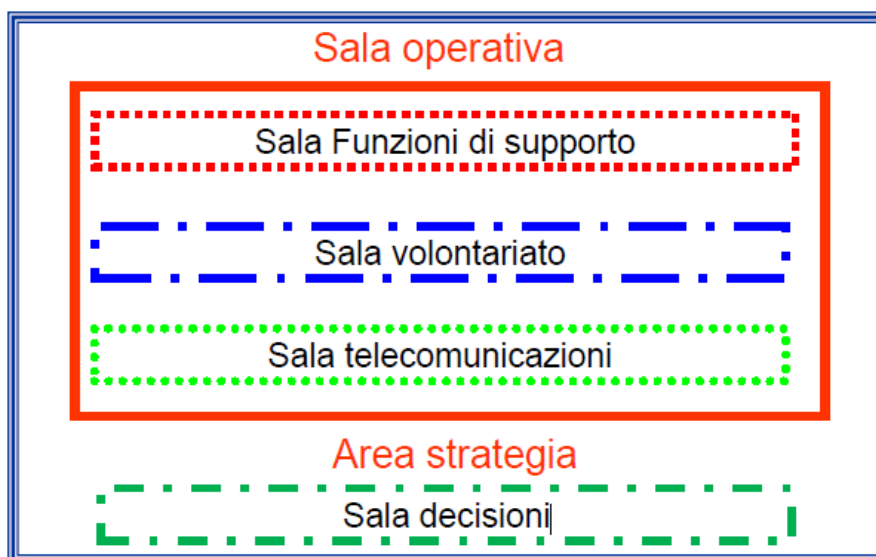 Sala operativa
Sala Funzioni di supporto
Sala volontariato
Sala telecomunicazioni
Area strategia
Sala decisioni